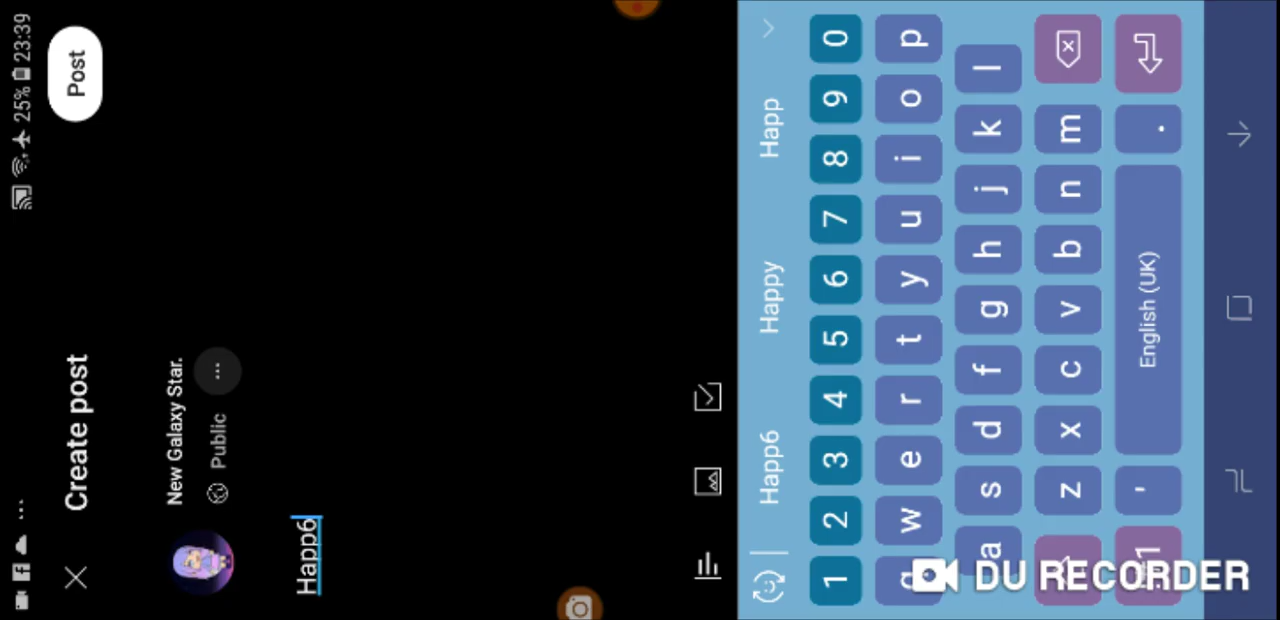 25% 23:39
Create post
Post
New Galaxy Star.
Public
Happ6
Happ6 Happy Happ
1 2 3 4 5 6 7 8 9 0
q w e r t y u i o p
a s d f g h j k l
z x c v b n m
, English (UK) .
DU RECORDER